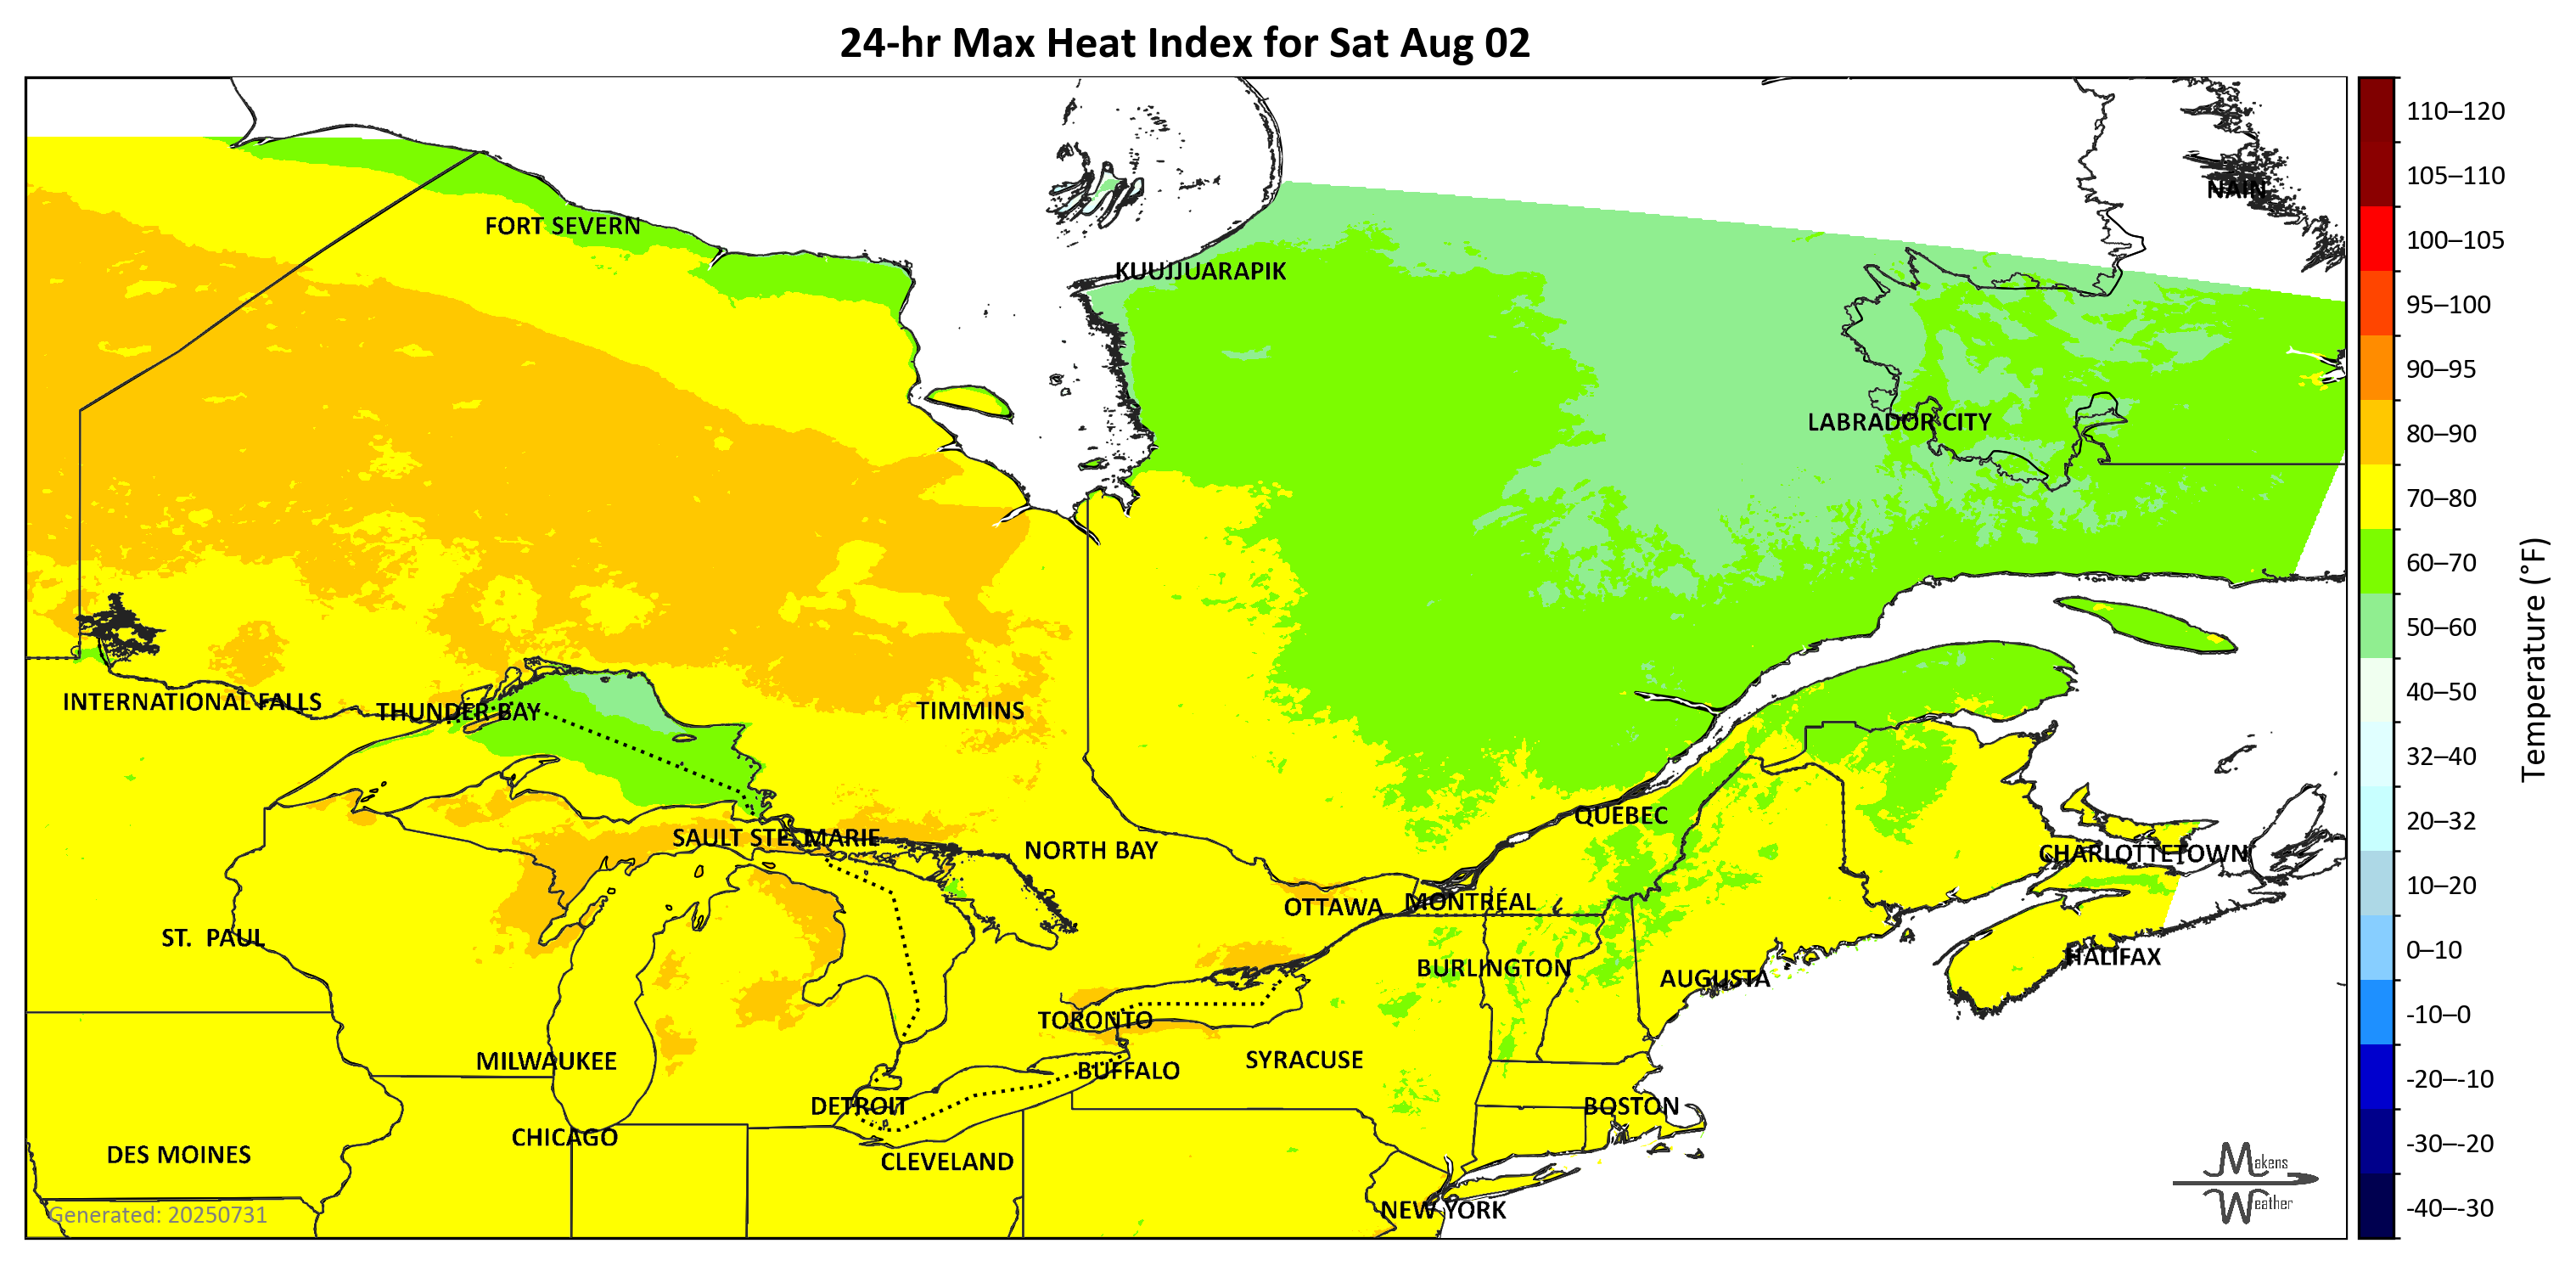 24-hr Max Heat Index for Sat Aug 02
110–120
105–110
100–105
95–100
90–95
80–90
70–80
60–70
50–60
40–50
32–40
20–32
10–20
0–10
-10–0
-20–-10
-30–-20
-40–-30
Temperature (°F)
NAIN
FORT SEVERN
KUUJJUARAPIK
LABRADOR CITY
INTERNATIONAL FALLS
THUNDER BAY
TIMMINS
QUÉBEC
SAULT STE. MARIE
NORTH BAY
CHARLOTTETOWN
OTTAWA
MONTRÉAL
ST.  PAUL
HALIFAX
BURLINGTON
AUGUSTA
TORONTO
MILWAUKEE
SYRACUSE
BUFFALO
DETROIT
BOSTON
CHICAGO
DES MOINES
CLEVELAND
NEW YORK
Makens
Weather
Generated: 20250731